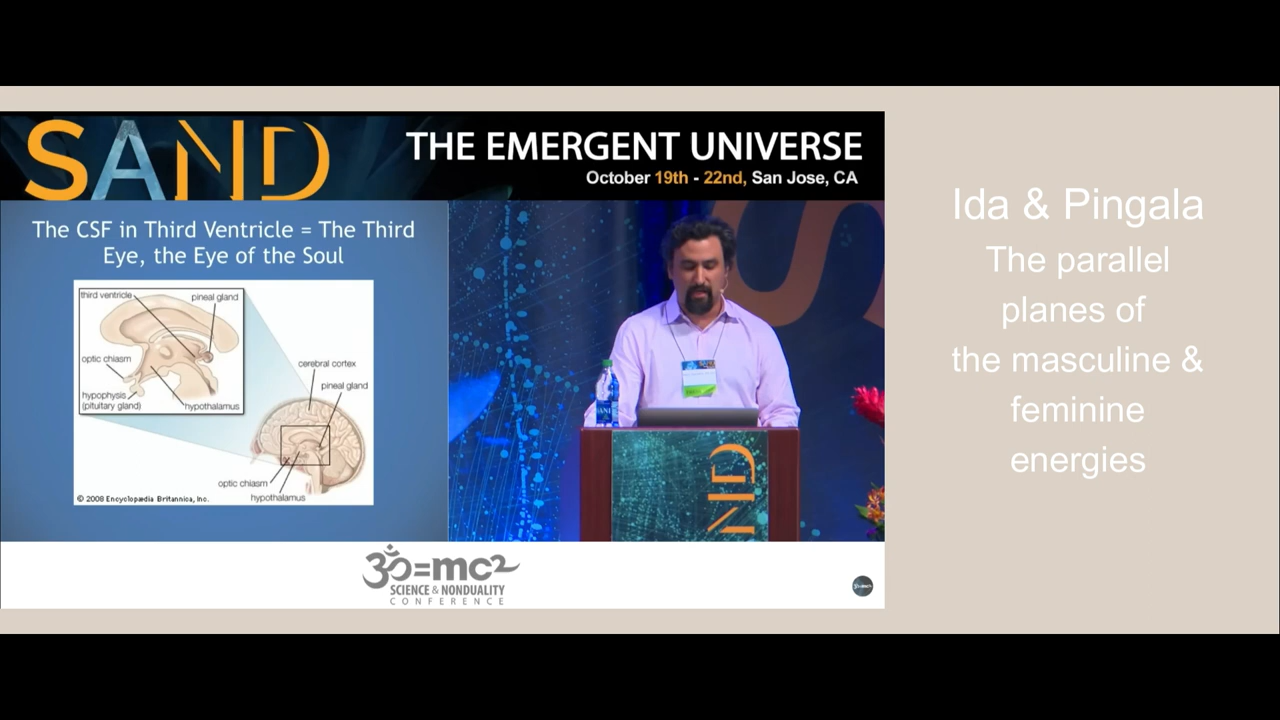 SAND
THE EMERGENT UNIVERSE
October 19th - 22nd, San Jose, CA
The CSF in Third Ventricle = The Third
Eye, the Eye of the Soul
third ventricle
pineal gland
optic chiasm
hypophysis
(pituitary gland)
hypothalamus
cerebral cortex
pineal gland
optic chiasm
hypothalamus
© 2008 Encyclopædia Britannica, Inc.
ND
ॐ=mc2
SCIENCE & NONDUALITY
CONFERENCE
Ida & Pingala
The parallel
planes of
the masculine &
feminine
energies